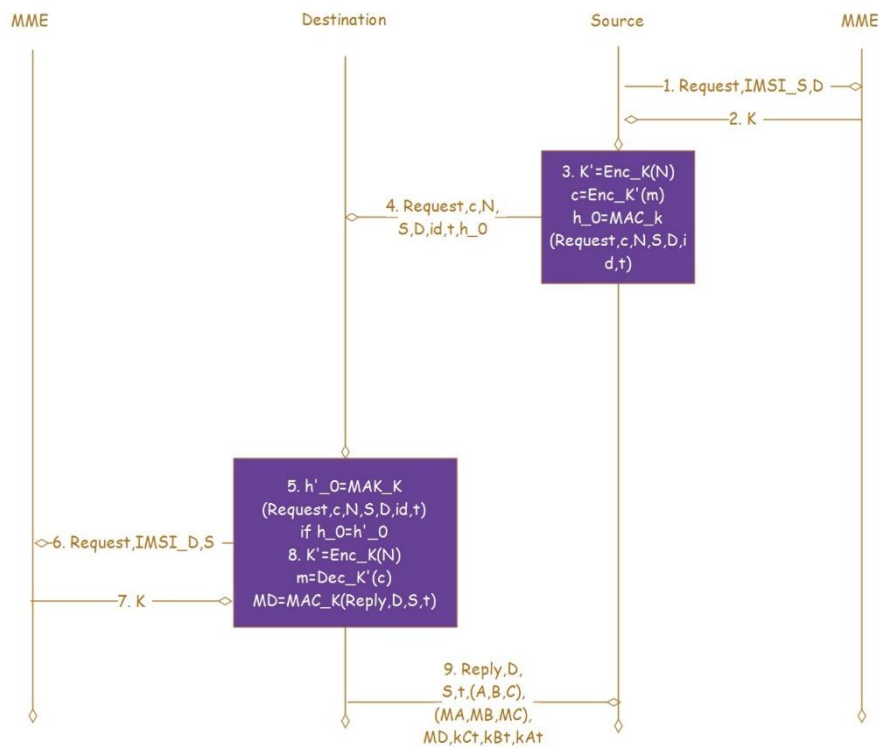 MME
Destination
Source
MME
1. Request,IMSI_S,D
2. K
3. K'=Enc_K(N)
c=Enc_K'(m)
h_0=MAC_k
(Request,c,N,S,D,i
d,t)
4. Request,c,N,
S,D,id,t,h_0
5. h'_0=MAK_K
(Request,c,N,S,D,id,t)
if h_0=h'_0
8. K'=Enc_K(N)
m=Dec_K'(c)
MD=MAC_K(Reply,D,S,t)
6. Request,IMSI_D,S
7. K
9. Reply,D,
S,t,(A,B,C),
(MA,MB,MC),
MD,kCt,kBt,kAt